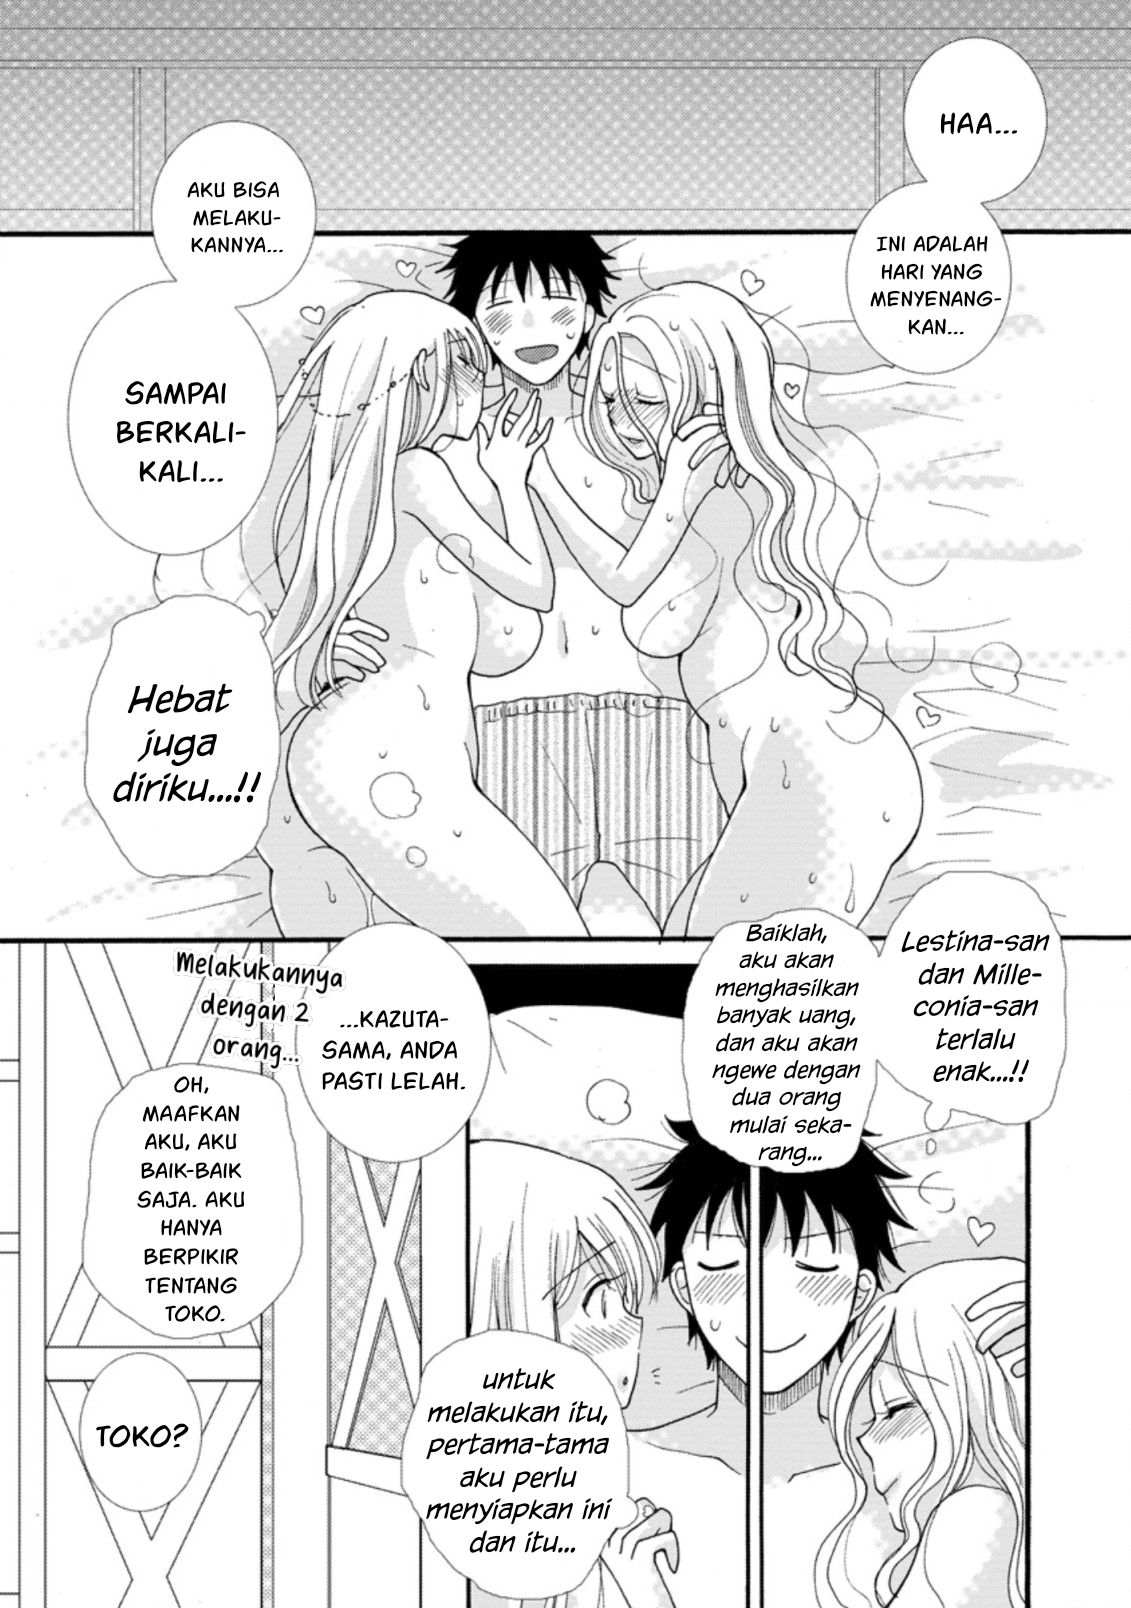 HAA...
INI ADALAH
HARI YANG
MENYENANG-
KAN...
AKU BISA
MELAKU-
KANNYA...
SAMPAI
BERKALI-
KALI...
Hebat
juga
diriku...!!
Lestina-san
dan Mille-
conia-san
terlalu
enak...!!
Baiklah,
aku akan
menghasilkan
banyak uang,
dan aku akan
ngewe dengan
dua orang
mulai seka-
rang...
untuk
melakukan itu,
pertama-tama
aku perlu
menyiapkan ini
dan itu...
...KAZUTA-
SAMA, ANDA
PASTI LELAH.
Melakukannya
dengan 2
orang...
OH,
MAAFKAN
AKU, AKU
BAIK-BAIK
SAJA. AKU
HANYA
BERPIKIR
TENTANG
TOKO.
TOKO?